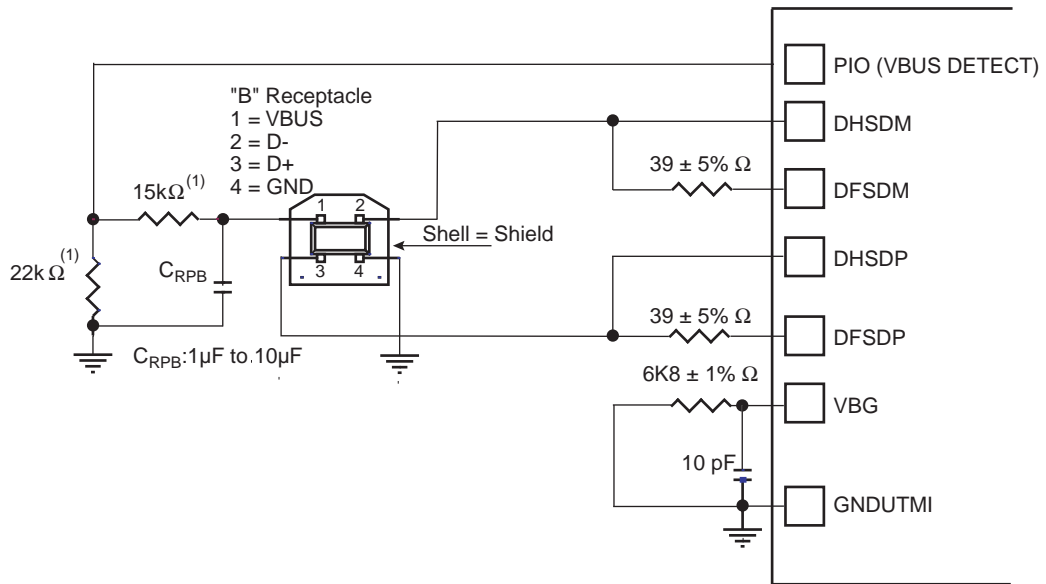 PIO (VBUS DETECT)
"B" Receptacle
1 = VBUS
2 = D-
3 = D+
4 = GND
DHSDM
39 ± 5% Ω
DFSDM
15kΩ(1)
1 2
Shell = Shield
DHSDP
22kΩ(1)
CRPB
3 4
39 ± 5% Ω
DFSDP
CRPB:1µF to 10µF
6K8 ± 1% Ω
VBG
10 pF
GNDUTMI